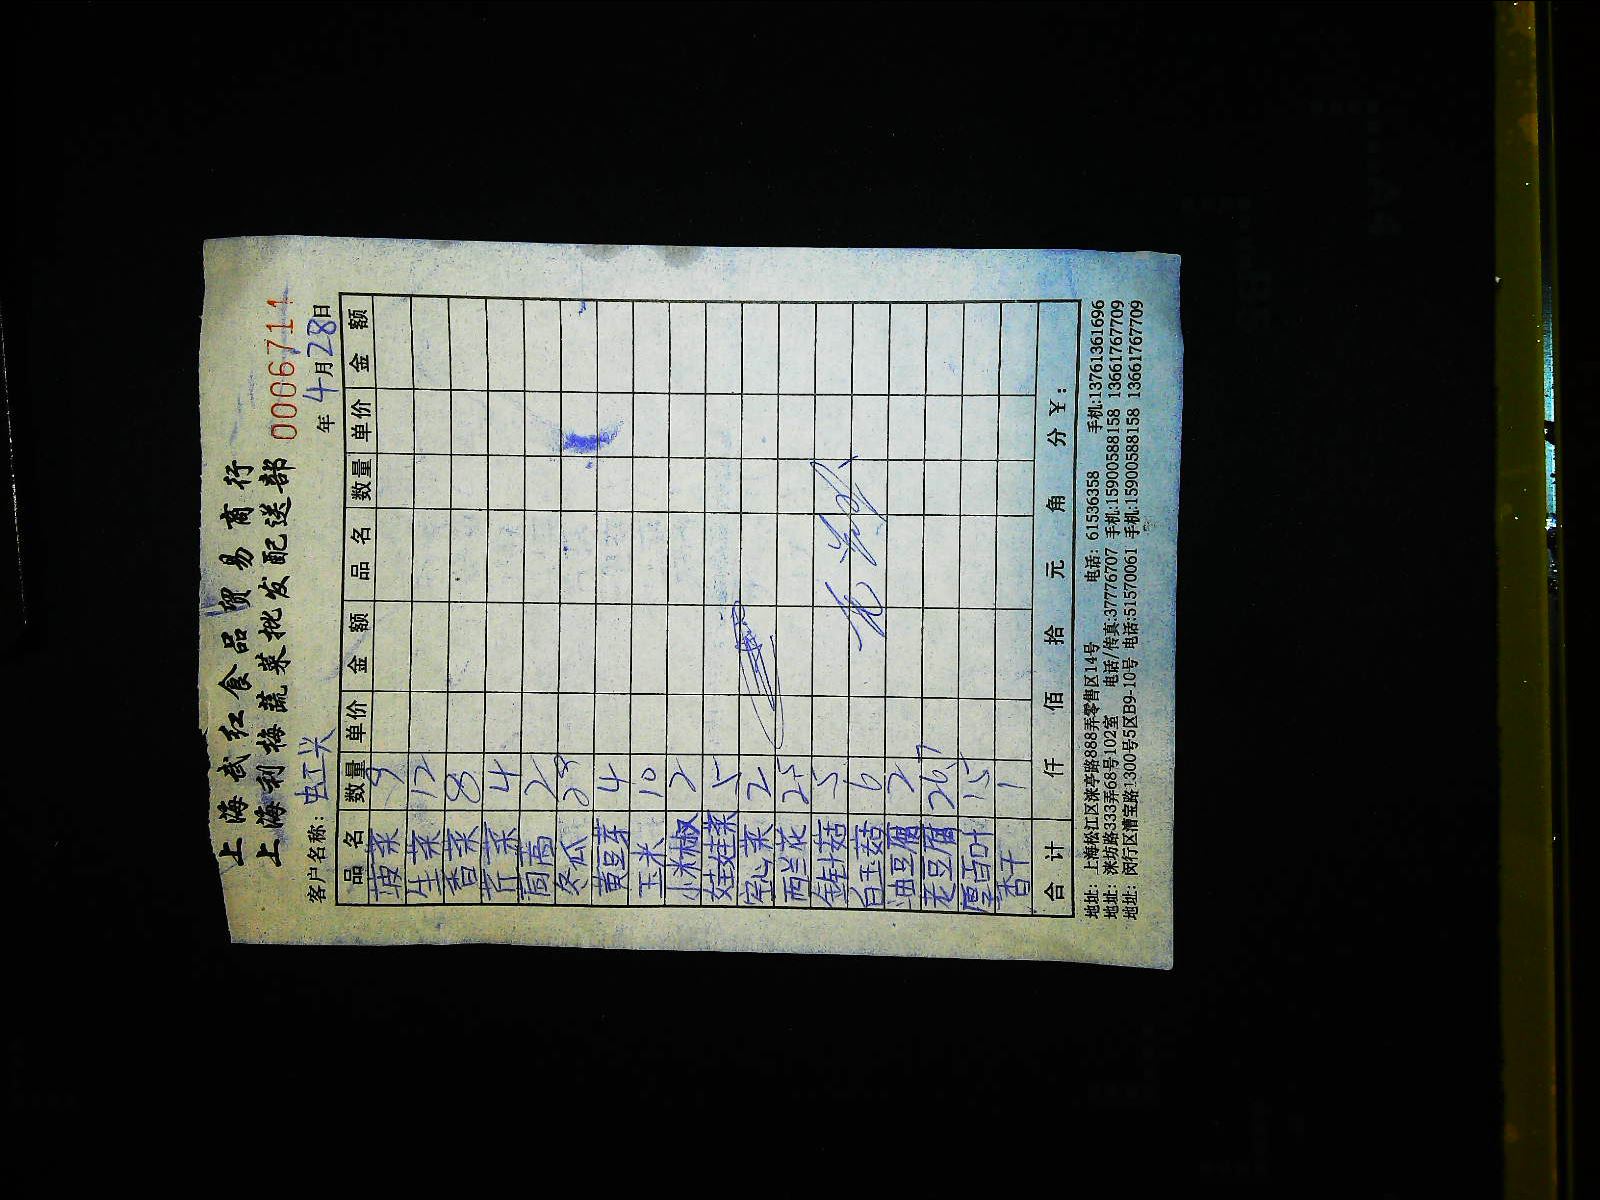 上海武红食品贸易商行
上海利梅蔬菜批发配送部 0006711
客户名称: 虹兴 年 4月28日
品名 数量 单价 金额 品名 数量 单价 金额
菠菜 9
生菜 12
香菜 8
芹菜 4
茼蒿 2
冬瓜 28
黄豆芽 4
玉米 10
小米椒 2
娃娃菜 5
空心菜 2
西兰花 25
金针菇 5
白玉菇 6
油豆腐 2
老豆腐
厚百叶 15
香干 1
合计 仟 佰 拾 元 角 分 ¥:
地址: 上海松江区涞亭路888弄零售区14号 电话: 61536358 手机:13761361696
地址: 涞坊路333弄68号102室 电话/传真:37776707 手机:15900588158 13661767709
地址: 闵行区漕宝路1300号5区B9-10号 电话:51570061 手机:15900588158 13661767709